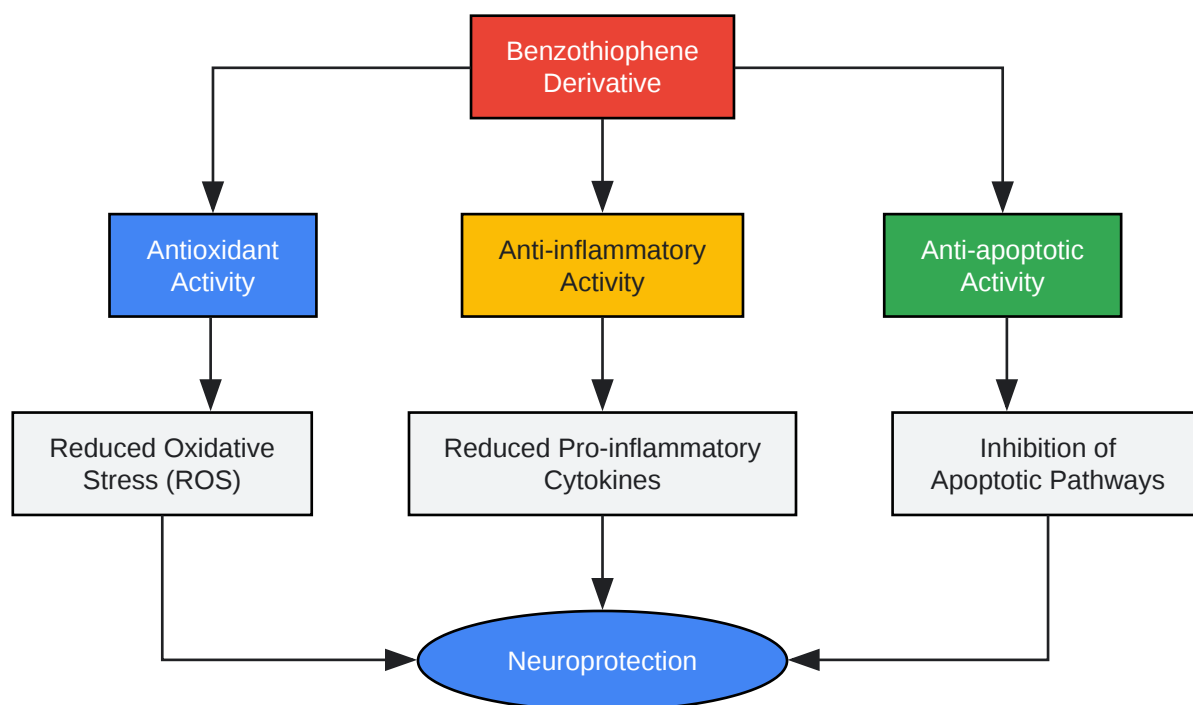 Benzothiophene
Derivative
Antioxidant
Activity
Anti-inflammatory
Activity
Anti-apoptotic
Activity
Reduced Oxidative
Stress (ROS)
Reduced Pro-inflammatory
Cytokines
Inhibition of
Apoptotic Pathways
Neuroprotection